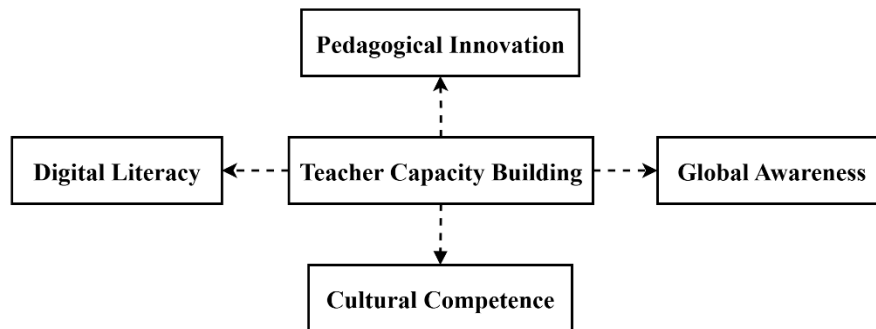 Pedagogical Innovation
Digital Literacy
Teacher Capacity Building
Global Awareness
Cultural Competence